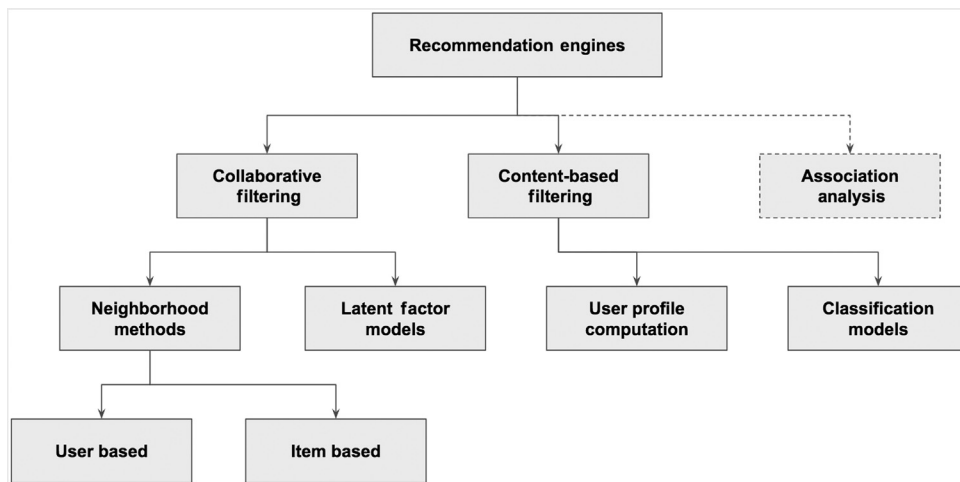 Recommendation engines
Collaborative
filtering
Content-based
filtering
Association
analysis
Neighborhood
methods
Latent factor
models
User profile
computation
Classification
models
User based
Item based